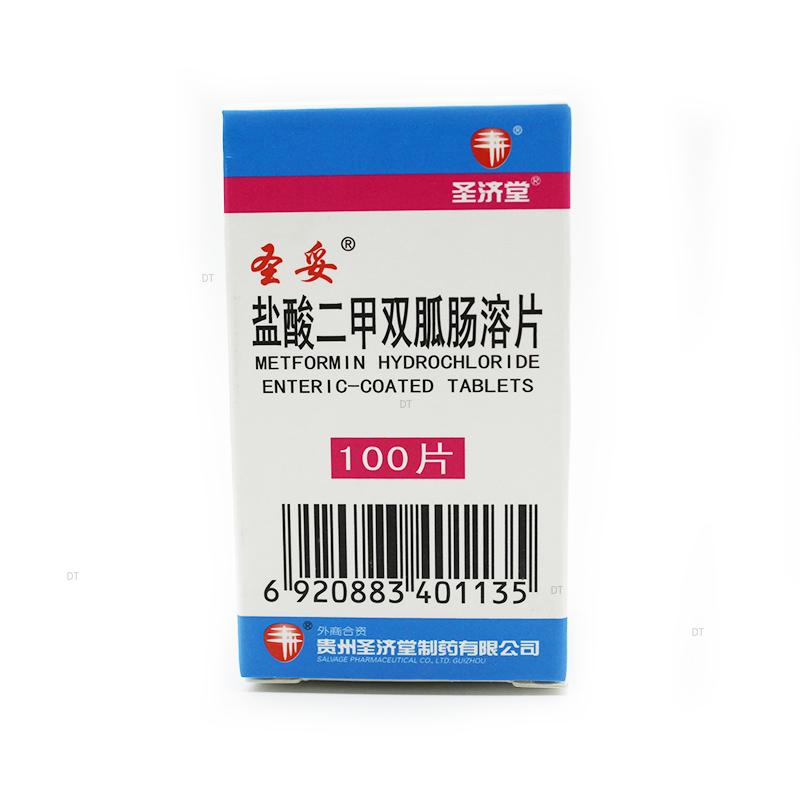 ®
圣济堂®
圣妥®
盐酸二甲双胍肠溶片
METFORMIN HYDROCHLORIDE
ENTERIC-COATED TABLETS
100片
6 920883 401135
®
外商合资
贵州圣济堂制药有限公司
SALVAGE PHARMACEUTICAL CO., LTD. GUIZHOU
DT
DT
DT
DT
DT